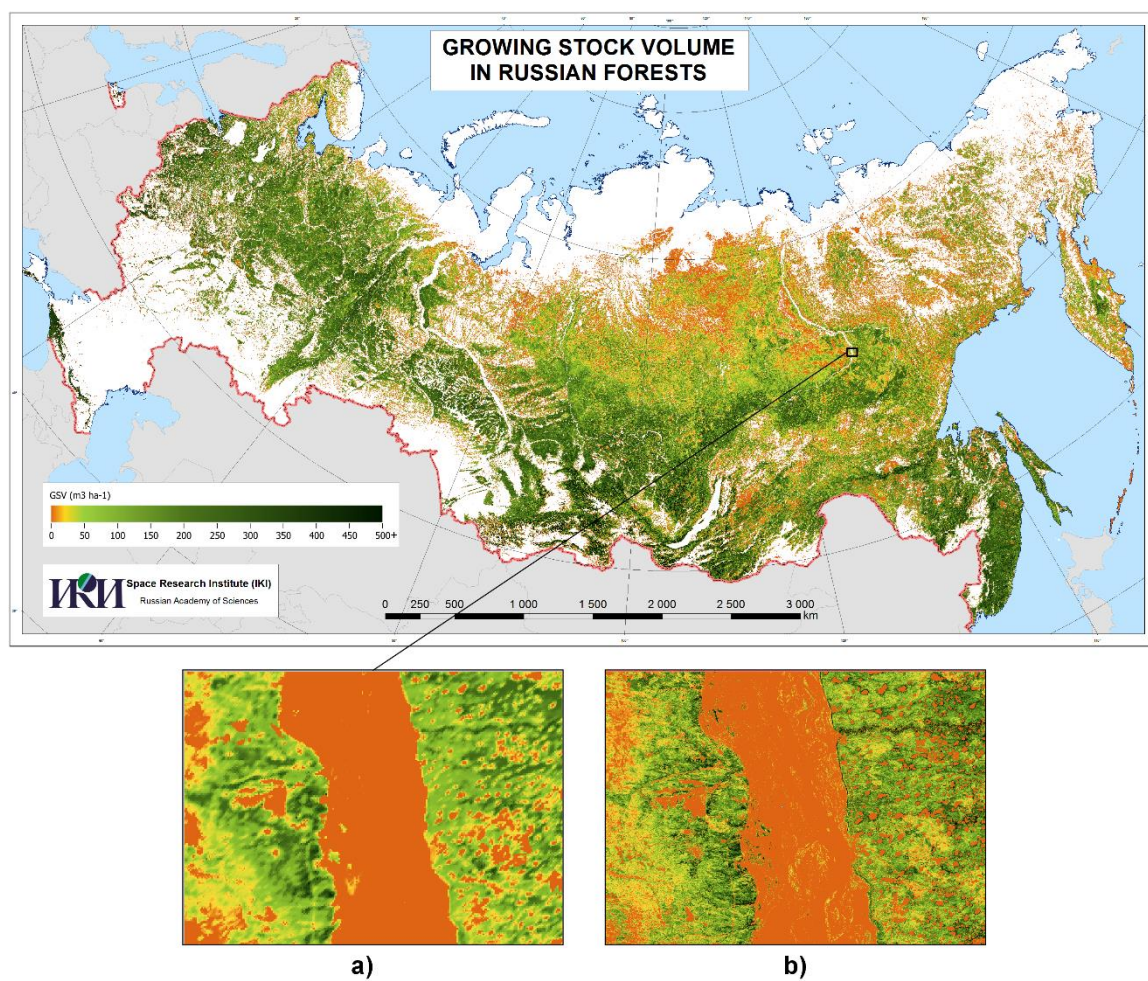 GROWING STOCK VOLUME
IN RUSSIAN FORESTS
GSV (m3 ha-1)
0 50 100 150 200 250 300 350 400 450 500+
ИКИ Space Research Institute (IKI)
Russian Academy of Sciences
0 250 500 1 000 1 500 2 000 2 500 3 000
km
a) b)